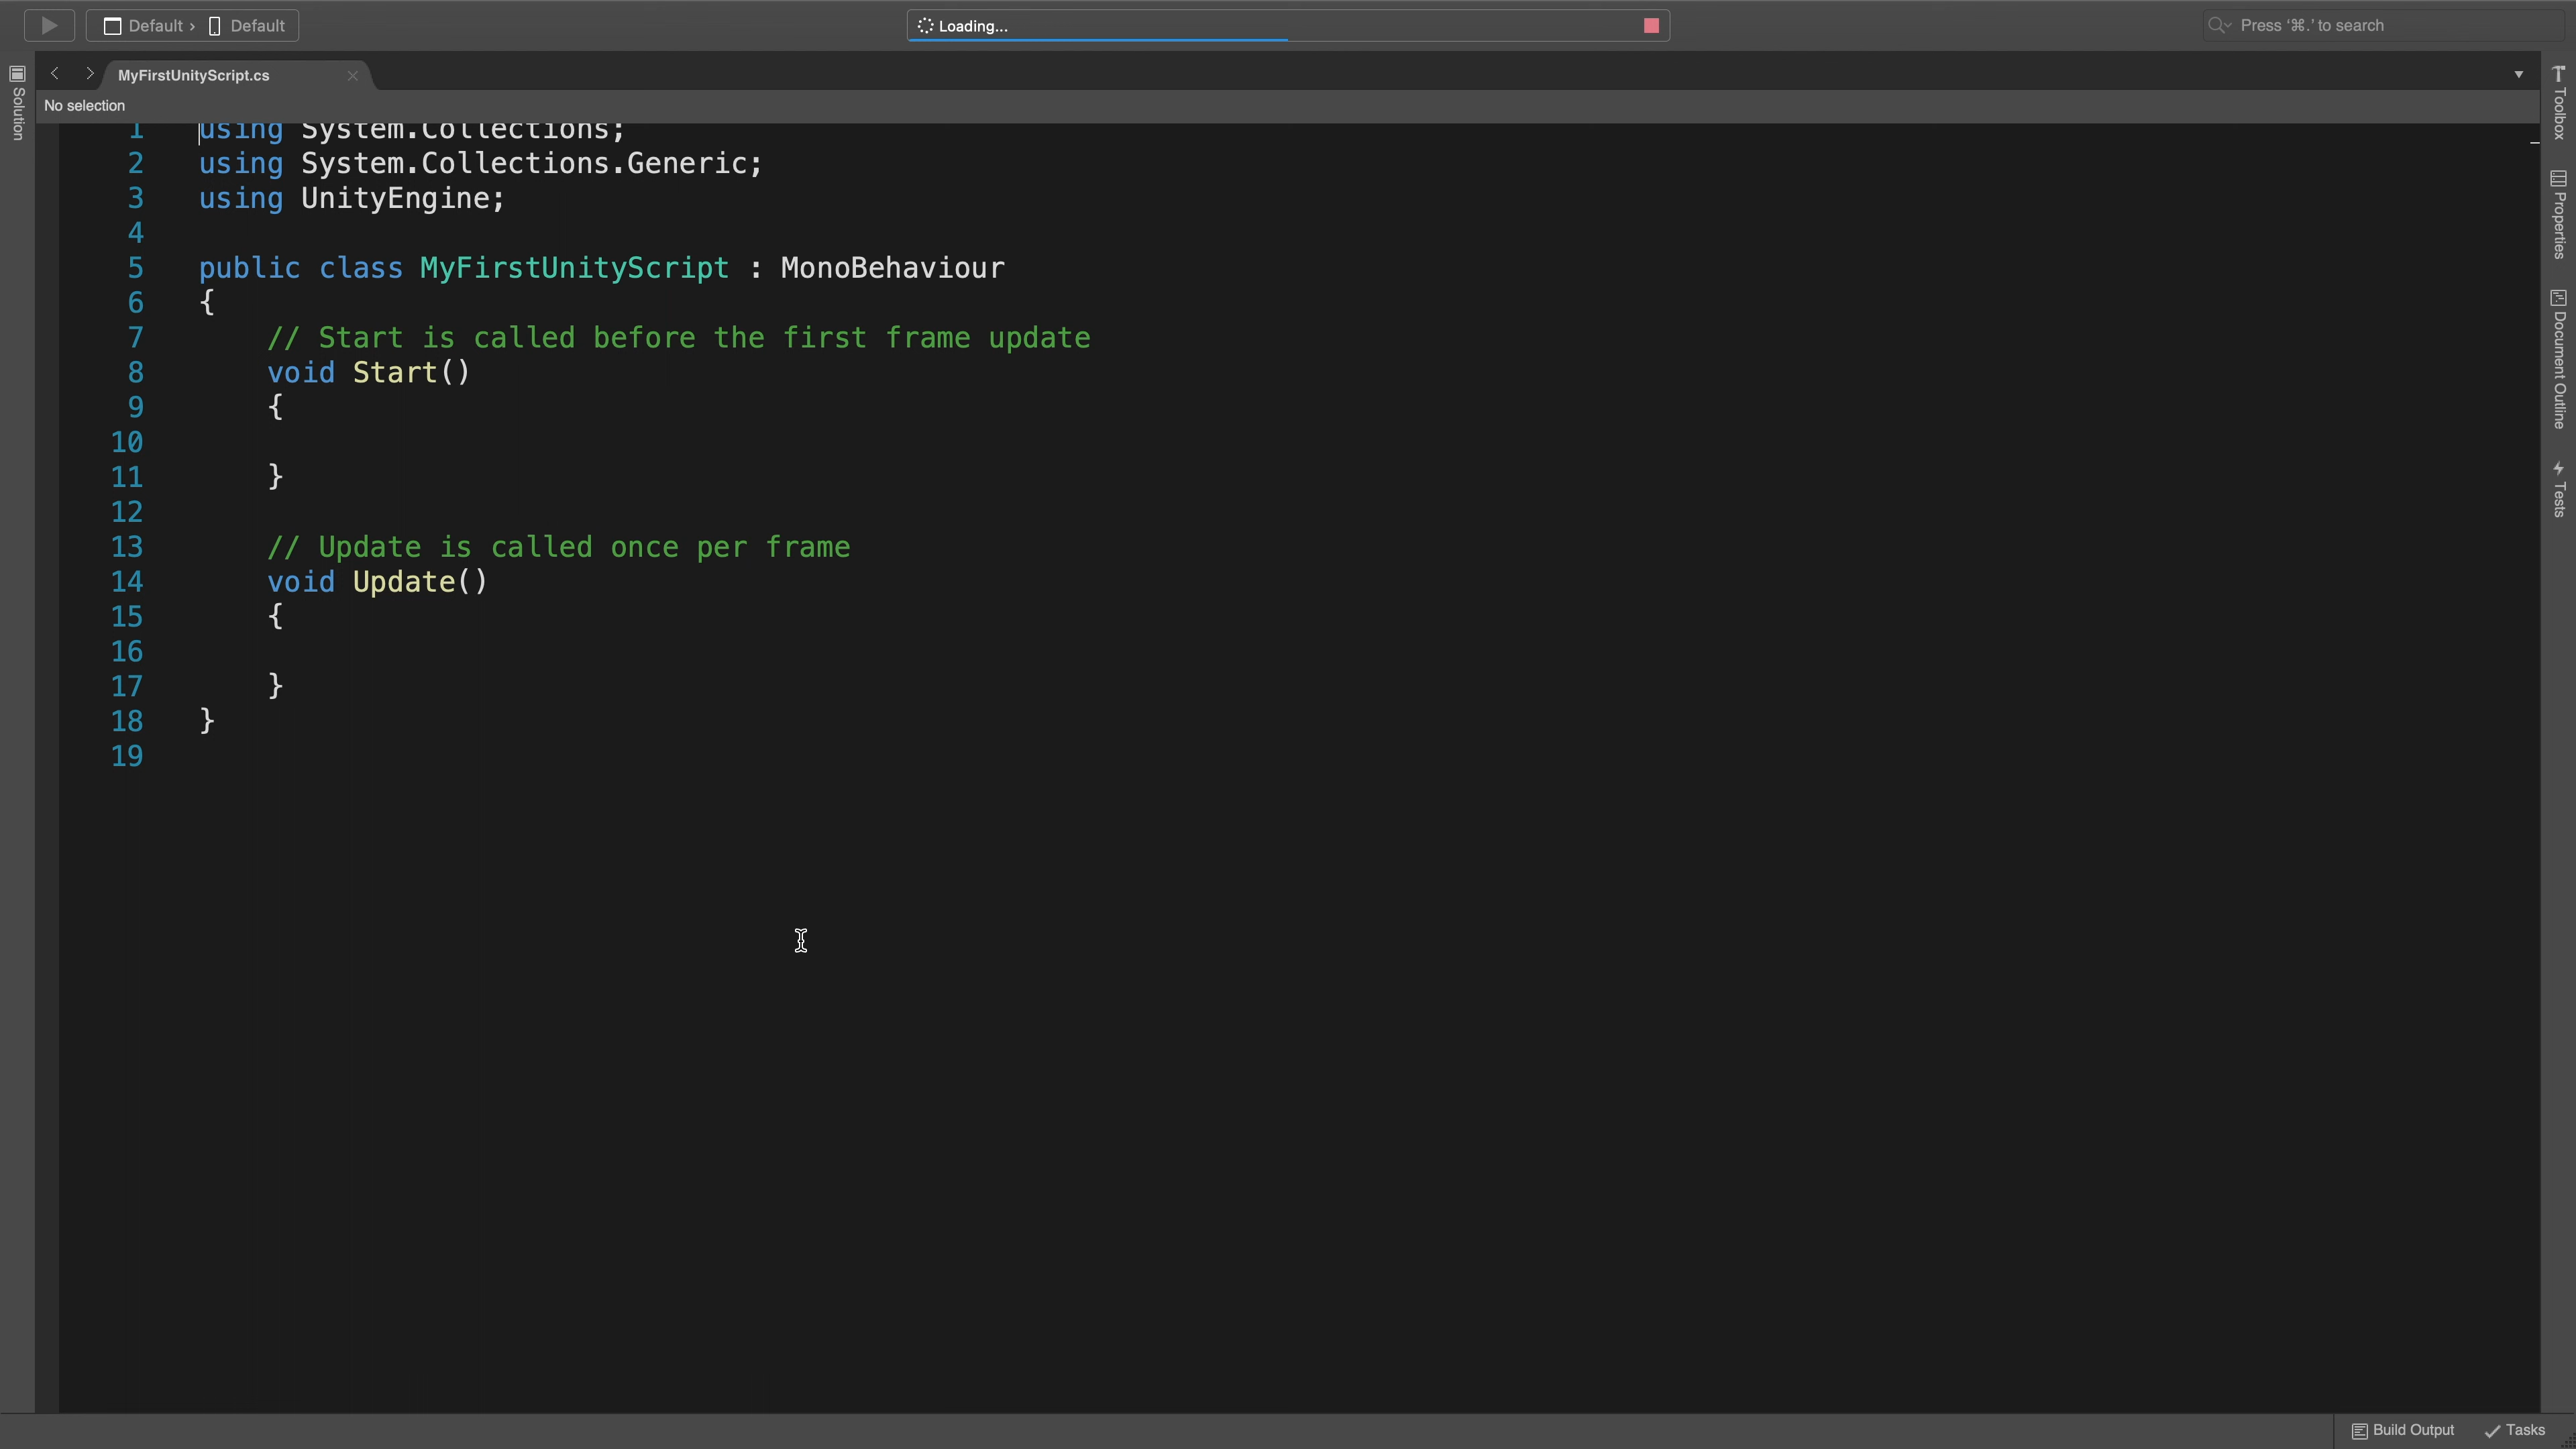 Default › Default
Loading...
Press ‘⌘.’ to search
MyFirstUnityScript.cs
No selection
Solution
1 using System.Collections;
2 using System.Collections.Generic;
3 using UnityEngine;
4
5 public class MyFirstUnityScript : MonoBehaviour
6 {
7     // Start is called before the first frame update
8     void Start()
9     {
10
11     }
12
13     // Update is called once per frame
14     void Update()
15     {
16
17     }
18 }
19
Toolbox
Properties
Document Outline
Tests
Build Output
Tasks